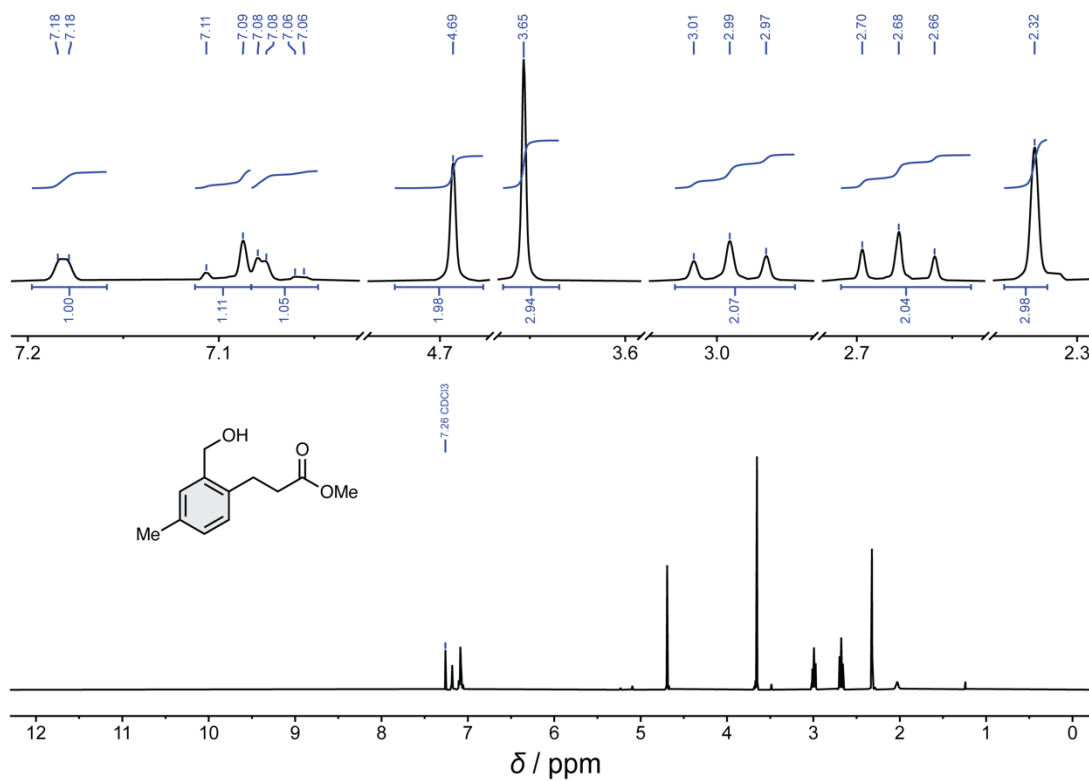 7.18 7.18 7.11 7.09 7.08 7.08 7.06 7.06 4.69 3.65 3.01 2.99 2.97 2.70 2.68 2.66 2.32
1.00 1.11 1.05 1.98 2.94 2.07 2.04 2.98
7.2 7.1 4.7 3.6 3.0 2.7 2.3
7.26 CDCl3
OH
O
OMe
Me
12 11 10 9 8 7 6 5 4 3 2 1 0
δ / ppm